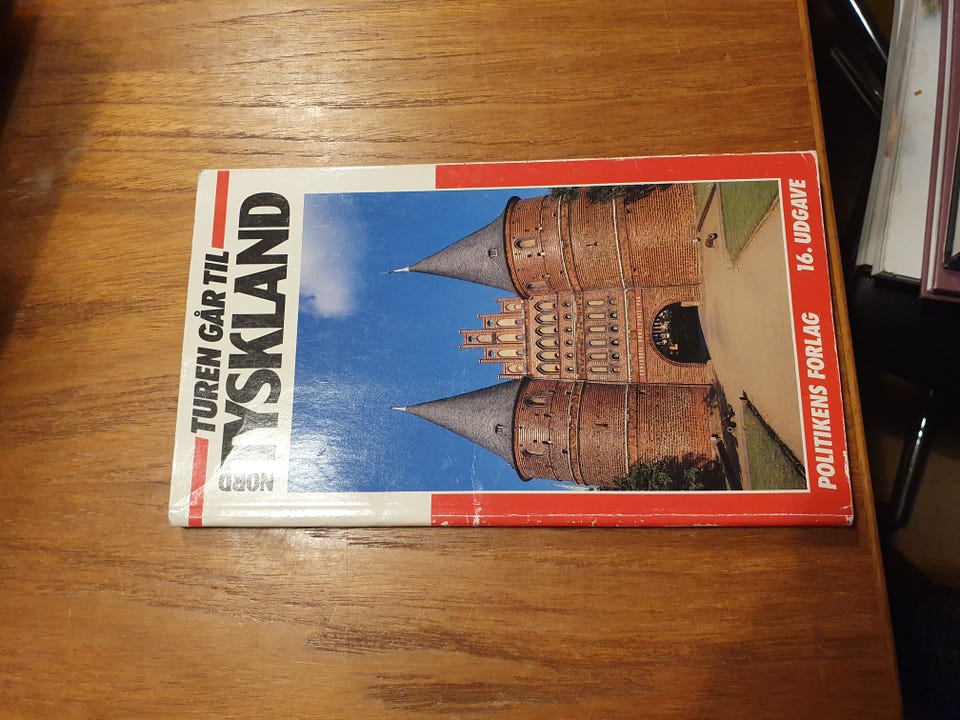 TUREN GÅR TIL
NORD
TYSKLAND
POLITIKENS FORLAG
16. UDGAVE